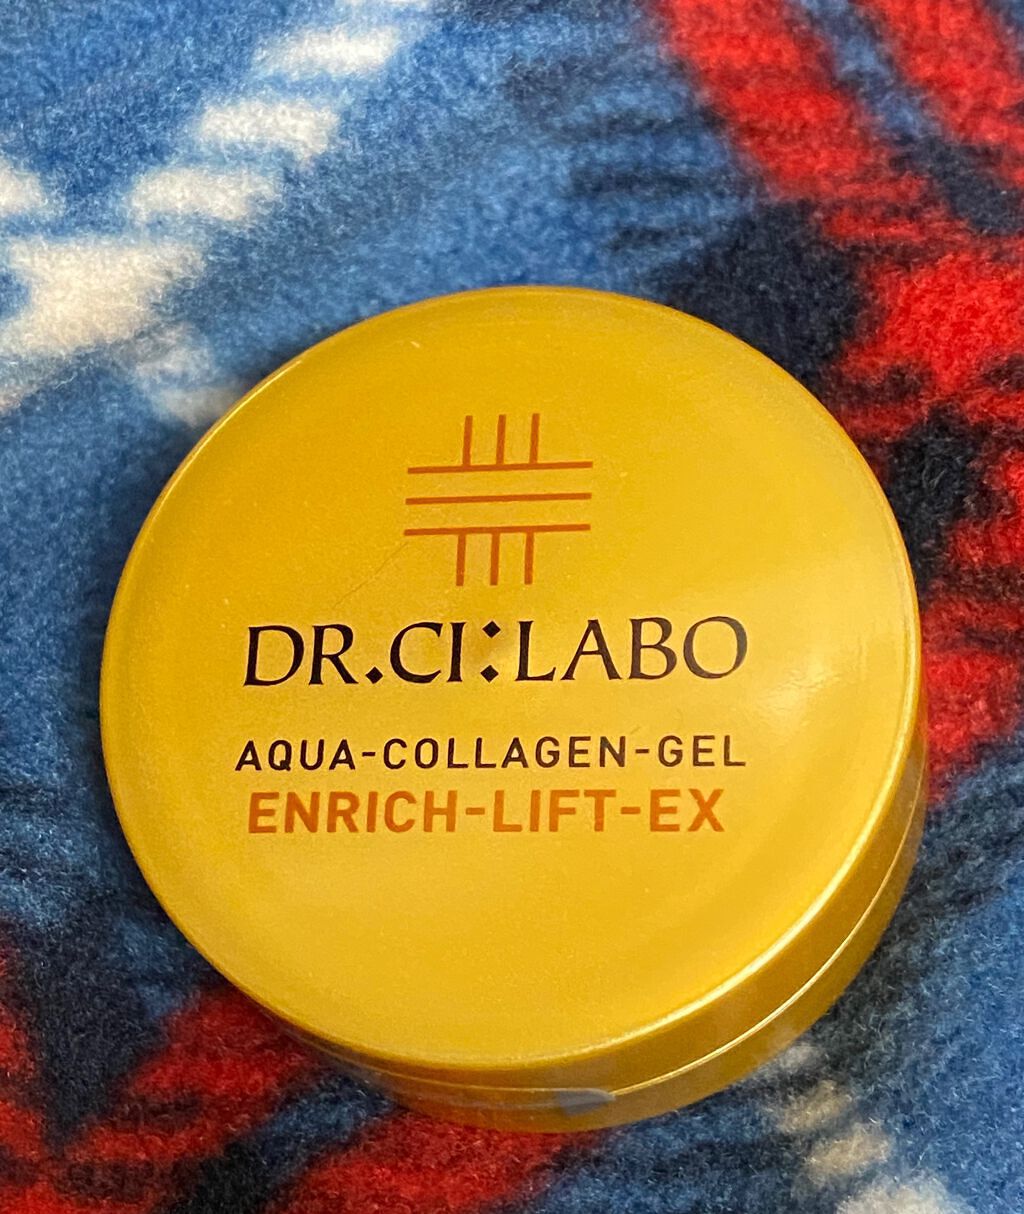 DR.CI:LABO
AQUA-COLLAGEN-GEL
ENRICH-LIFT-EX